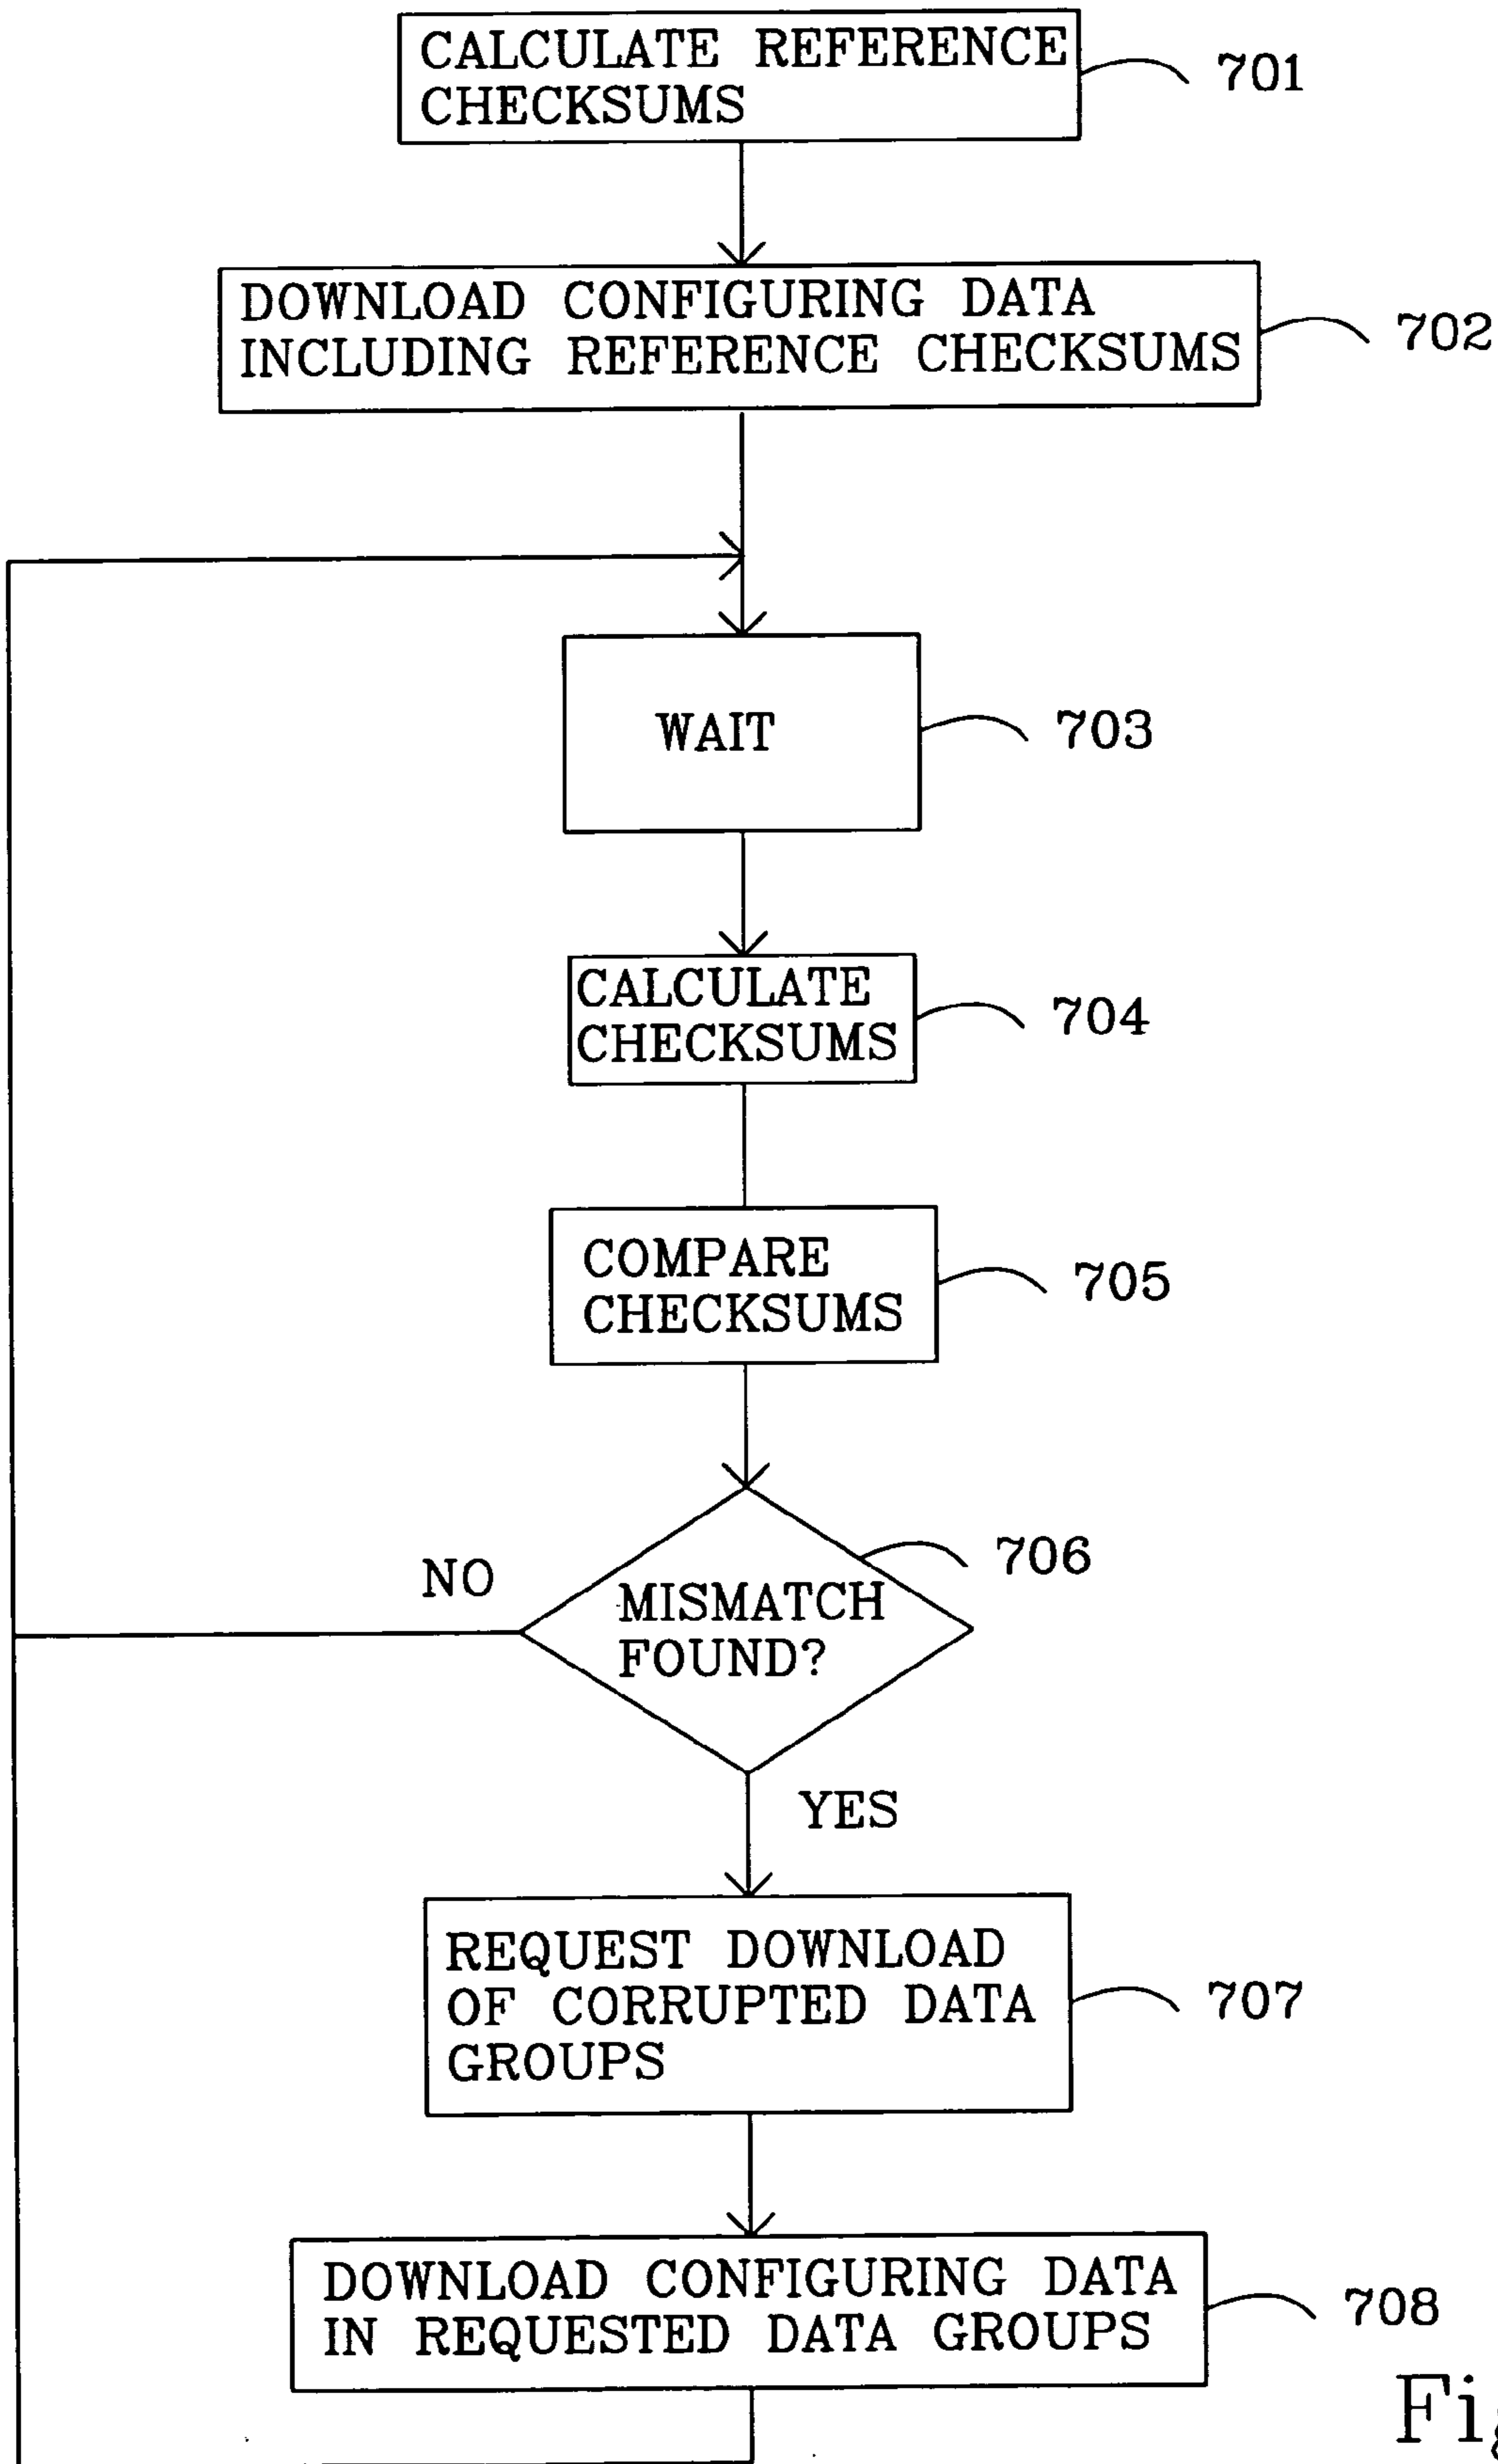 CALCULATE REFERENCE
CHECKSUMS
701
DOWNLOAD CONFIGURING DATA
INCLUDING REFERENCE CHECKSUMS
702
WAIT
703
CALCULATE
CHECKSUMS
704
COMPARE
CHECKSUMS
705
706
NO
MISMATCH
FOUND?
YES
REQUEST DOWNLOAD
OF CORRUPTED DATA
GROUPS
707
DOWNLOAD CONFIGURING DATA
IN REQUESTED DATA GROUPS
708